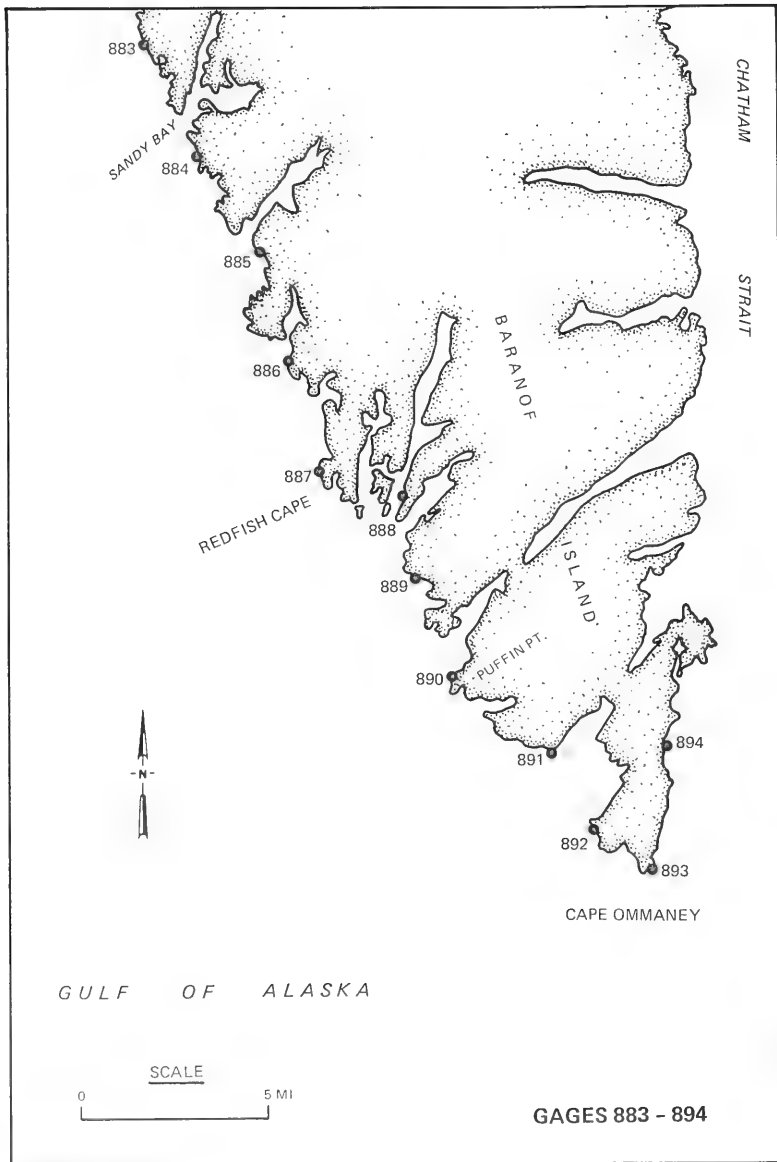 883
CHATHAM
SANDY BAY
884
885
STRAIT
BARANOF
886
887
REDFISH CAPE
888
ISLAND
889
PUFFIN PT.
890
891
894
-N-
892
893
CAPE OMMANEY
GULF OF ALASKA
SCALE
0 5 MI
GAGES 883 - 894